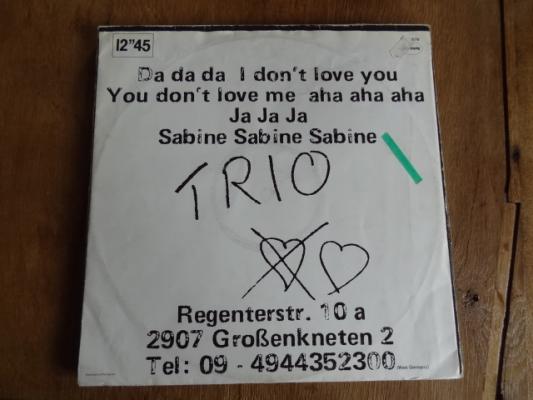 12"45
Da da da I don't love you
You don't love me aha aha aha
Ja Ja Ja
Sabine Sabine Sabine
TRIO
Regenterstr. 10 a
2907 Großenkneten 2
Tel: 09 - 4944352300 (West Germany)